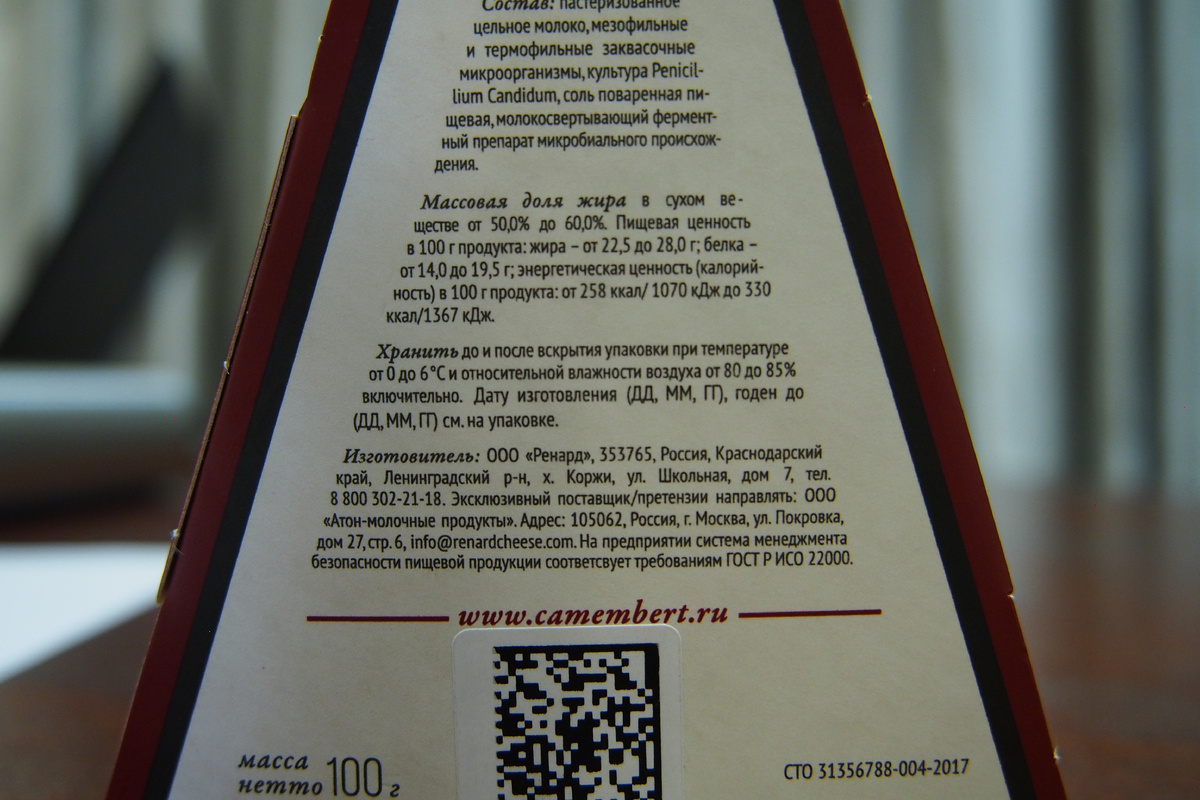 Состав: пастеризованное
цельное молоко, мезофильные
и термофильные заквасочные
микроорганизмы, культура Penicil-
lium Candidum, соль поваренная пи-
щевая, молокосвертывающий фермент-
ный препарат микробиального происхож-
дения.
Массовая доля жира в сухом ве-
ществе от 50,0% до 60,0%. Пищевая ценность
в 100 г продукта: жира – от 22,5 до 28,0 г; белка –
от 14,0 до 19,5 г; энергетическая ценность (калорий-
ность) в 100 г продукта: от 258 ккал/ 1070 кДж до 330
ккал/1367 кДж.
Хранить до и после вскрытия упаковки при температуре
от 0 до 6°С и относительной влажности воздуха от 80 до 85%
включительно. Дату изготовления (ДД, ММ, ГГ), годен до
(ДД, ММ, ГГ) см. на упаковке.
Изготовитель: ООО «Ренард», 353765, Россия, Краснодарский
край, Ленинградский р-н, х. Коржи, ул. Школьная, дом 7, тел.
8 800 302-21-18. Эксклюзивный поставщик/претензии направлять: ООО
«Атон-молочные продукты». Адрес: 105062, Россия, г. Москва, ул. Покровка,
дом 27, стр. 6, info@renardcheese.com. На предприятии система менеджмента
безопасности пищевой продукции соответсвует требованиям ГОСТ Р ИСО 22000.
www.camembert.ru
масса
нетто 100 г
СТО 31356788-004-2017